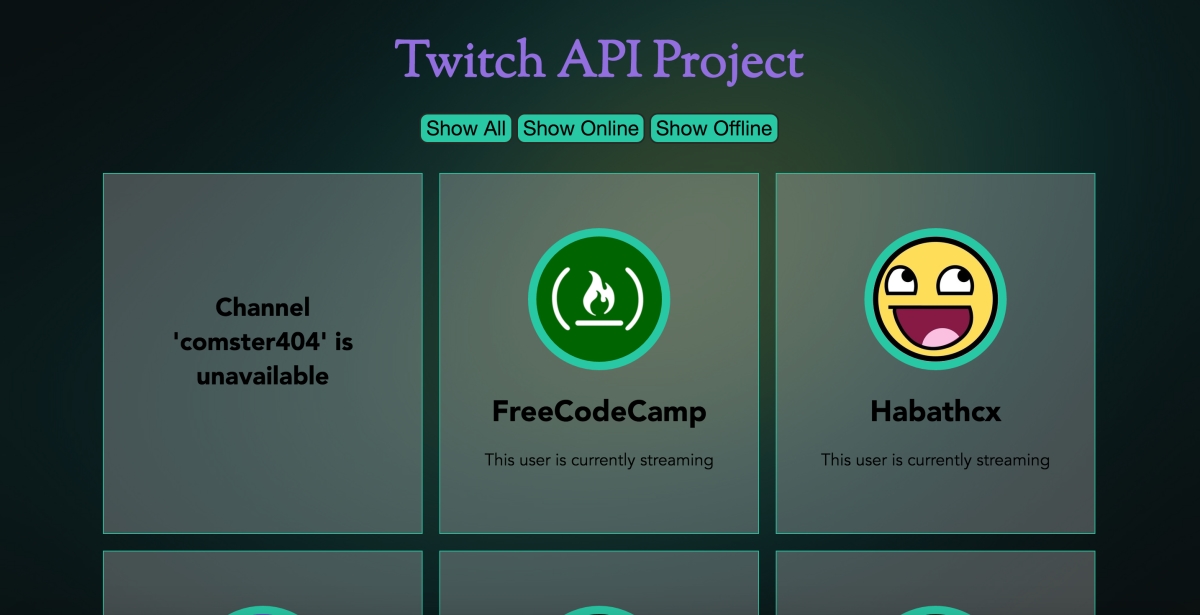 Twitch API Project
Show All Show Online Show Offline
Channel
'comster404' is
unavailable
FreeCodeCamp
This user is currently streaming
Habathcx
This user is currently streaming